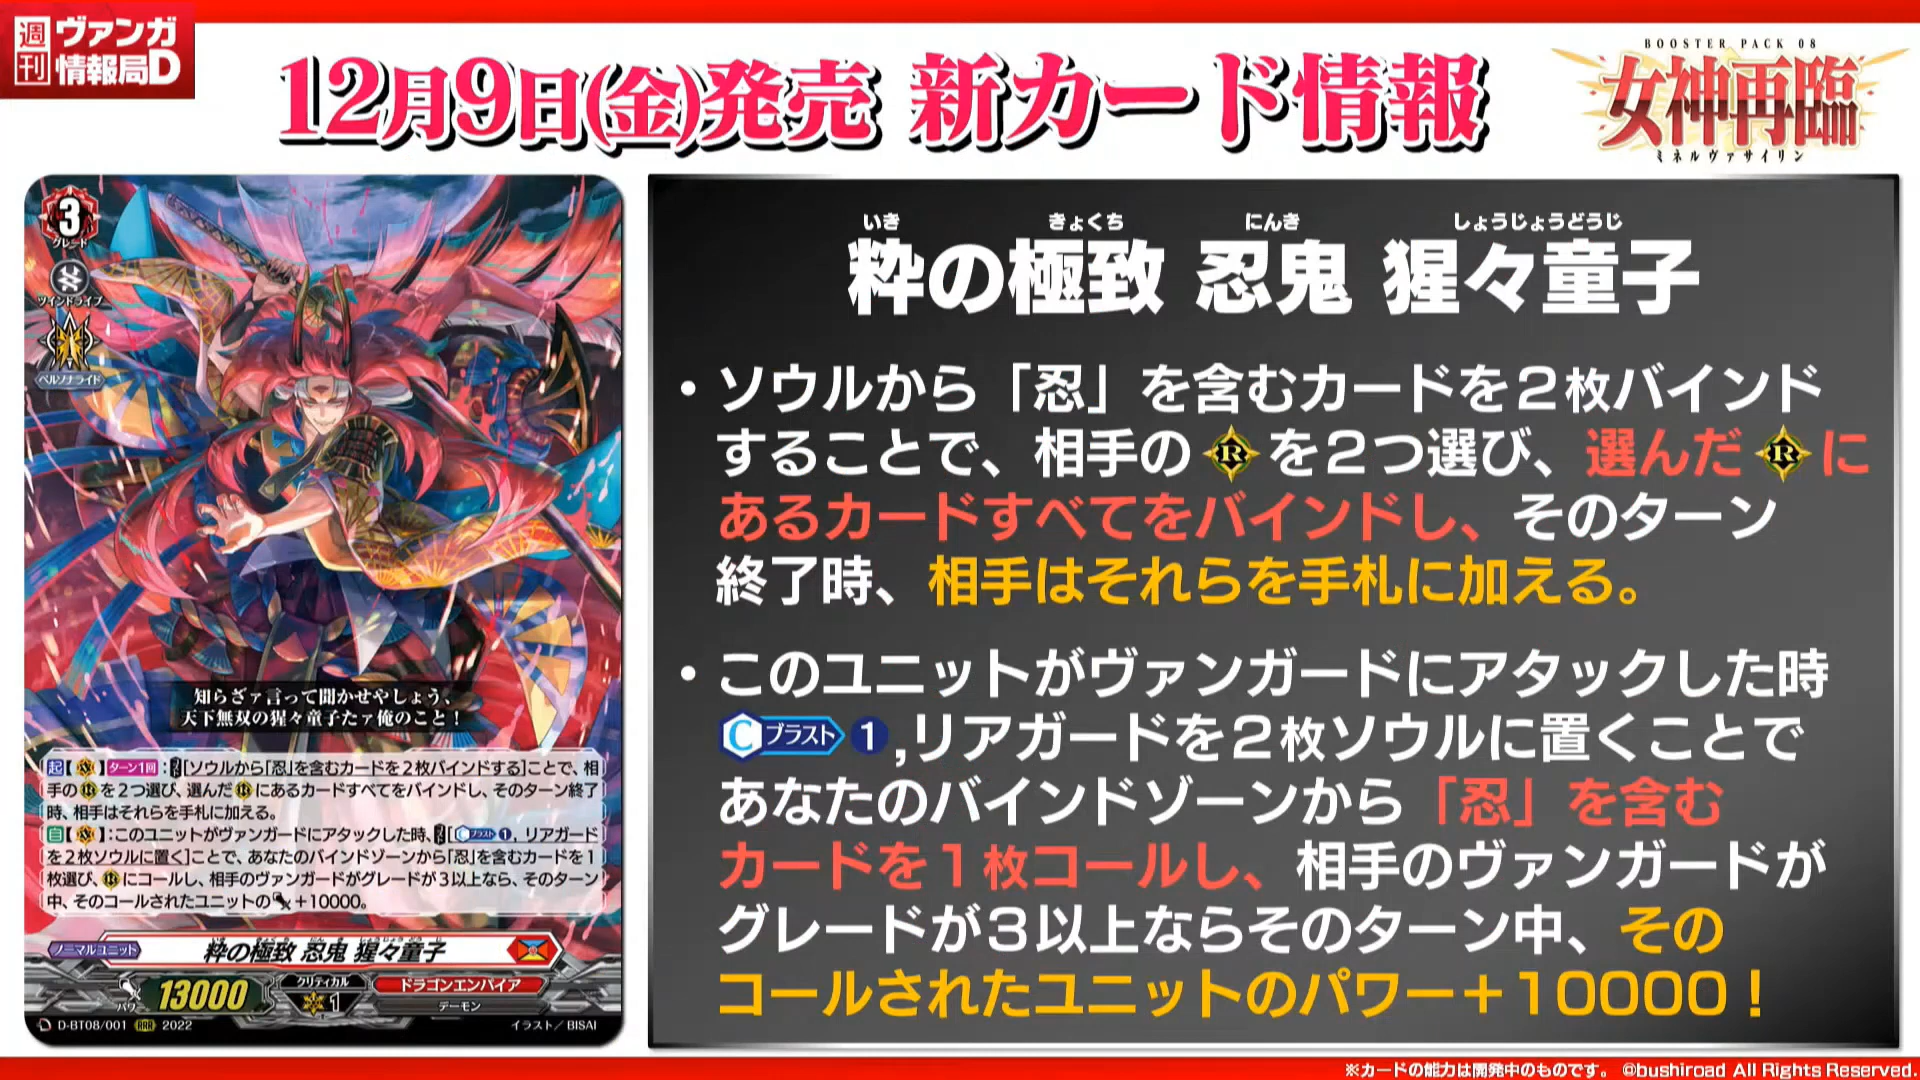 週刊
ヴァンガ
情報局D
12月9日(金)発売 新カード情報
BOOSTER PACK 08
女神再臨
ミネルヴァサイリン
3
グレード
ツインドライブ
ペルソナライド
知らざァ言って聞かせやしょう、
天下無双の猩々童子たァ俺のこと!
起【 】ターン1回:[ソウルから「忍」を含むカードを2枚バインドする]ことで、相
手のRを2つ選び、選んだRにあるカードすべてをバインドし、そのターン終了
時、相手はそれらを手札に加える。
自【 】:このユニットがヴァンガードにアタックした時、[Cブラスト1, リアガード
を2枚ソウルに置く]ことで、あなたのバインドゾーンから「忍」を含むカードを1
枚選び、Rにコールし、相手のヴァンガードがグレードが3以上なら、そのターン
中、そのコールされたユニットの +10000。
ノーマルユニット
いき きょくち にん き しょうじょうどうじ
粋の極致 忍鬼 猩々童子
パワー 13000
クリティカル
1
ドラゴンエンパイア
デーモン
D-BT08/001 RRR 2022
イラスト/BISAI
いき きょくち にんき しょうじょうどうじ
粋の極致 忍鬼 猩々童子
・ソウルから「忍」を含むカードを2枚バインド
することで、相手のRを2つ選び、選んだRに
あるカードすべてをバインドし、そのターン
終了時、相手はそれらを手札に加える。
・このユニットがヴァンガードにアタックした時
Cブラスト1,リアガードを2枚ソウルに置くことで
あなたのバインドゾーンから「忍」を含む
カードを1枚コールし、相手のヴァンガードが
グレードが3以上ならそのターン中、その
コールされたユニットのパワー+10000!
※カードの能力は開発中のものです。 ©bushiroad All Rights Reserved.